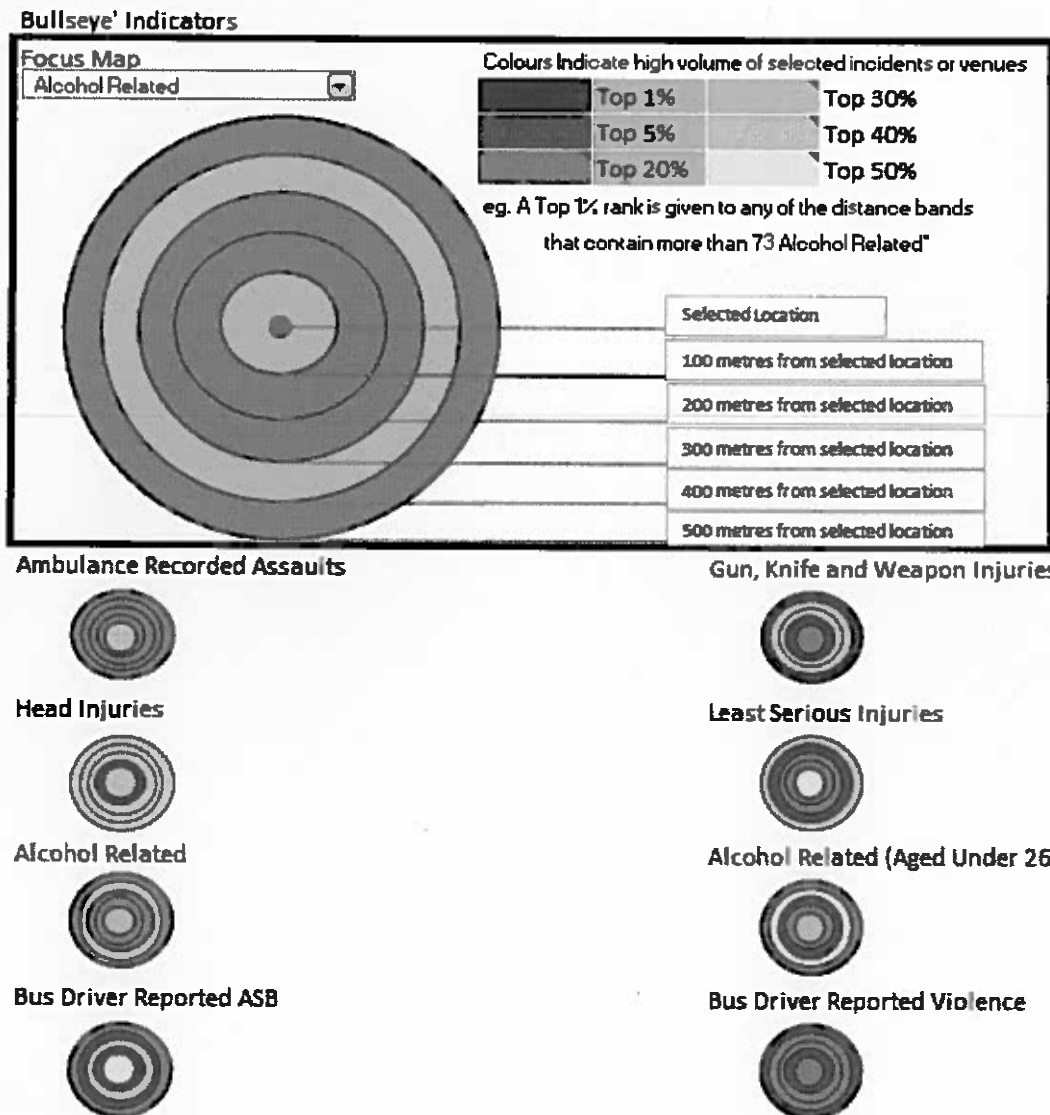 Bullseye' Indicators
Focus Map
Alcohol Related
Colours Indicate high volume of selected incidents or venues
Top 1% Top 30%
Top 5% Top 40%
Top 20% Top 50%
eg. A Top 1% rank is given to any of the distance bands
that contain more than 73 Alcohol Related"
Selected Location
100 metres from selected location
200 metres from selected location
300 metres from selected location
400 metres from selected location
500 metres from selected location
Ambulance Recorded Assaults Gun, Knife and Weapon Injuries
Head Injuries Least Serious Injuries
Alcohol Related Alcohol Related (Aged Under 26
Bus Driver Reported ASB Bus Driver Reported Violence